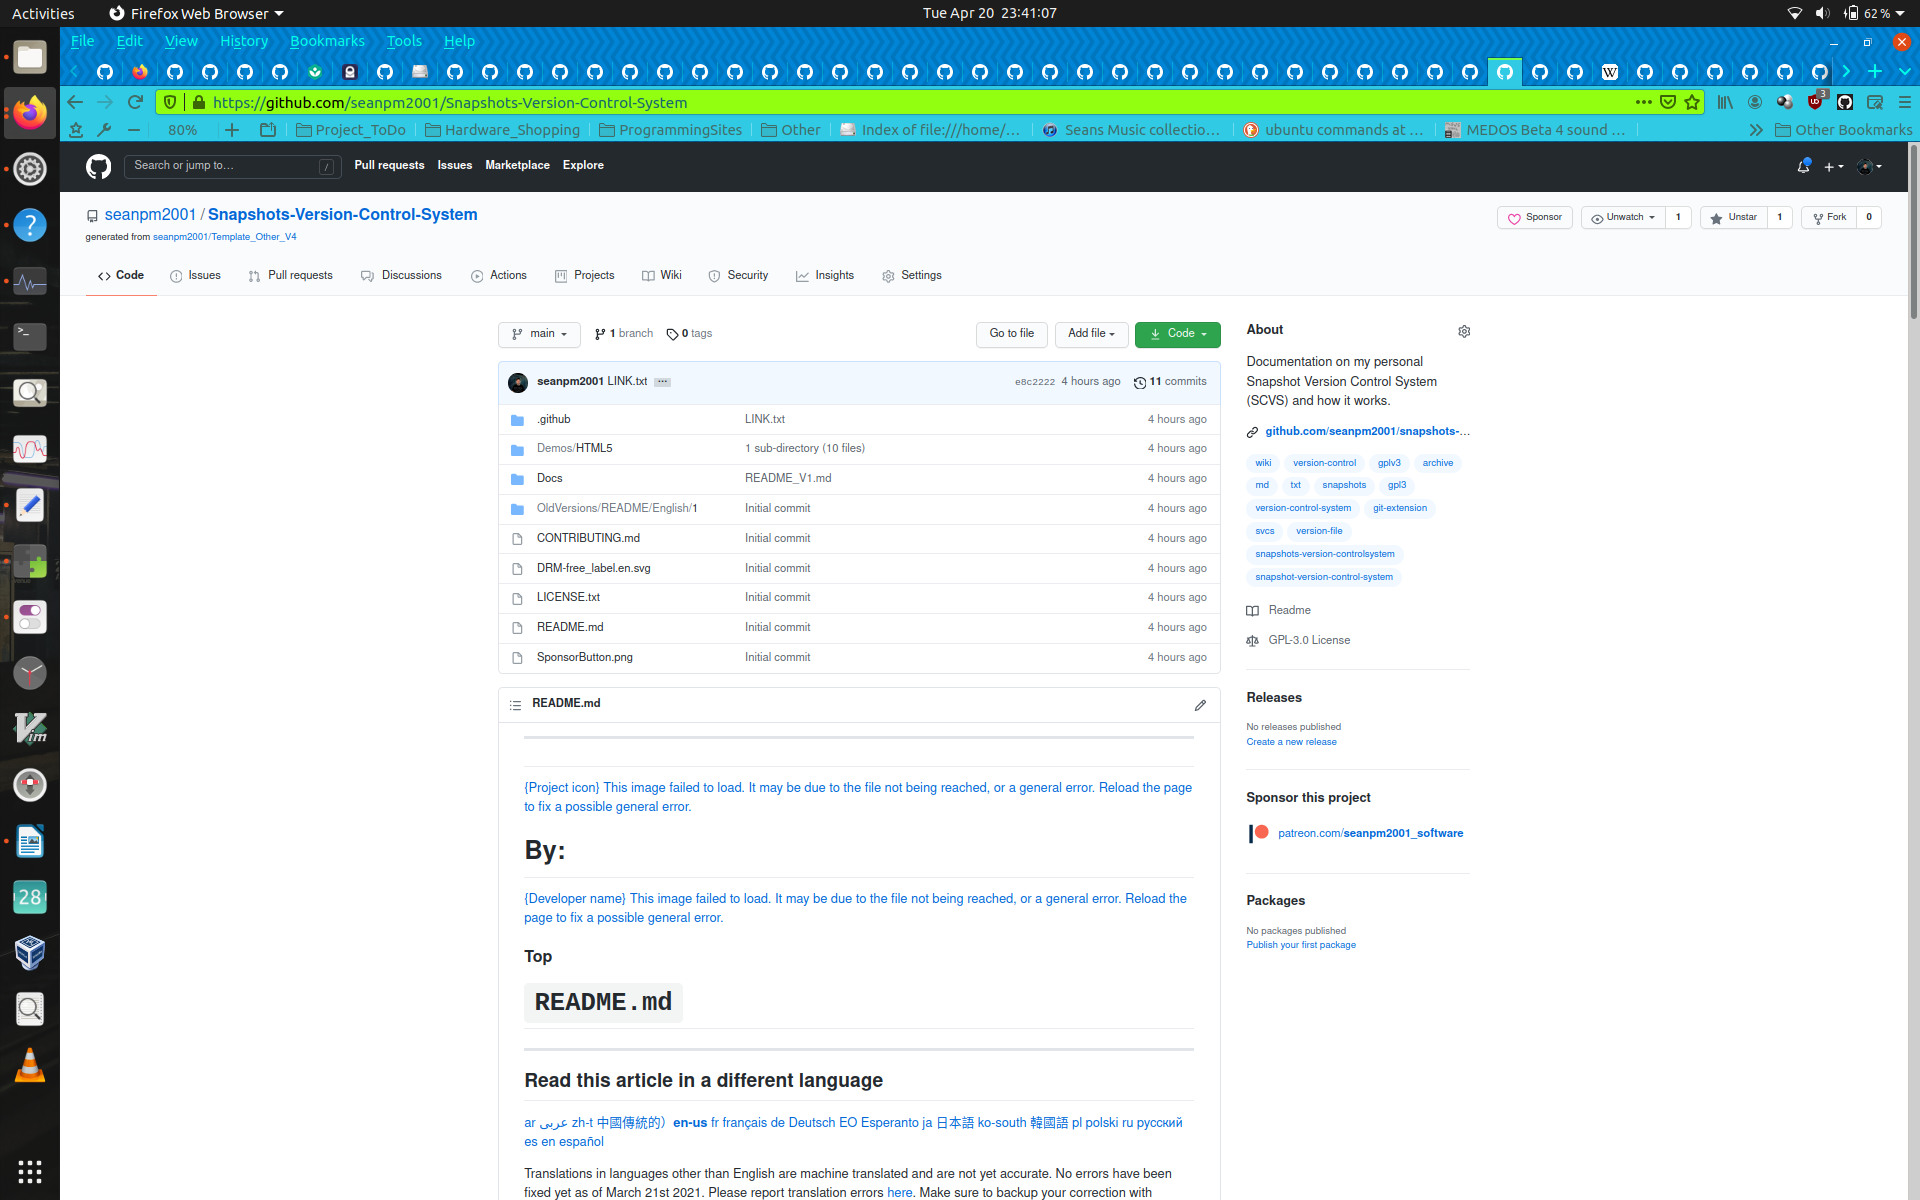 Activities
Firefox Web Browser
Tue Apr 20 23:41:07
62 %
File Edit View History Bookmarks Tools Help
https://github.com/seanpm2001/Snapshots-Version-Control-System
3
80%
Project_ToDo
Hardware_Shopping
ProgrammingSites
Other
Index of file:///home/...
Seans Music collectio...
ubuntu commands at ...
MEDOS Beta 4 sound ...
Other Bookmarks
Search or jump to...
/
Pull requests Issues Marketplace Explore
seanpm2001 / Snapshots-Version-Control-System
Sponsor
Unwatch 1
Unstar 1
Fork 0
generated from seanpm2001/Template_Other_V4
Code Issues Pull requests Discussions Actions Projects Wiki Security Insights Settings
main
1 branch
0 tags
Go to file
Add file
Code
seanpm2001 LINK.txt ...
e8c2222 4 hours ago 11 commits
.github LINK.txt 4 hours ago
Demos/HTML5 1 sub-directory (10 files) 4 hours ago
Docs README_V1.md 4 hours ago
OldVersions/README/English/1 Initial commit 4 hours ago
CONTRIBUTING.md Initial commit 4 hours ago
DRM-free_label.en.svg Initial commit 4 hours ago
LICENSE.txt Initial commit 4 hours ago
README.md Initial commit 4 hours ago
SponsorButton.png Initial commit 4 hours ago
README.md
{Project icon} This image failed to load. It may be due to the file not being reached, or a general error. Reload the page
to fix a possible general error.
By:
{Developer name} This image failed to load. It may be due to the file not being reached, or a general error. Reload the
page to fix a possible general error.
Top
README.md
Read this article in a different language
ar عربى zh-t 中國傳統的）en-us fr français de Deutsch EO Esperanto ja 日本語 ko-south 韓國語 pl polski ru русский
es en español
Translations in languages other than English are machine translated and are not yet accurate. No errors have been
fixed yet as of March 21st 2021. Please report translation errors here. Make sure to backup your correction with
About
Documentation on my personal
Snapshot Version Control System
(SCVS) and how it works.
github.com/seanpm2001/snapshots-...
wiki version-control gplv3 archive
md txt snapshots gpl3
version-control-system git-extension
svcs version-file
snapshots-version-controlsystem
snapshot-version-control-system
Readme
GPL-3.0 License
Releases
No releases published
Create a new release
Sponsor this project
patreon.com/seanpm2001_software
Packages
No packages published
Publish your first package
28